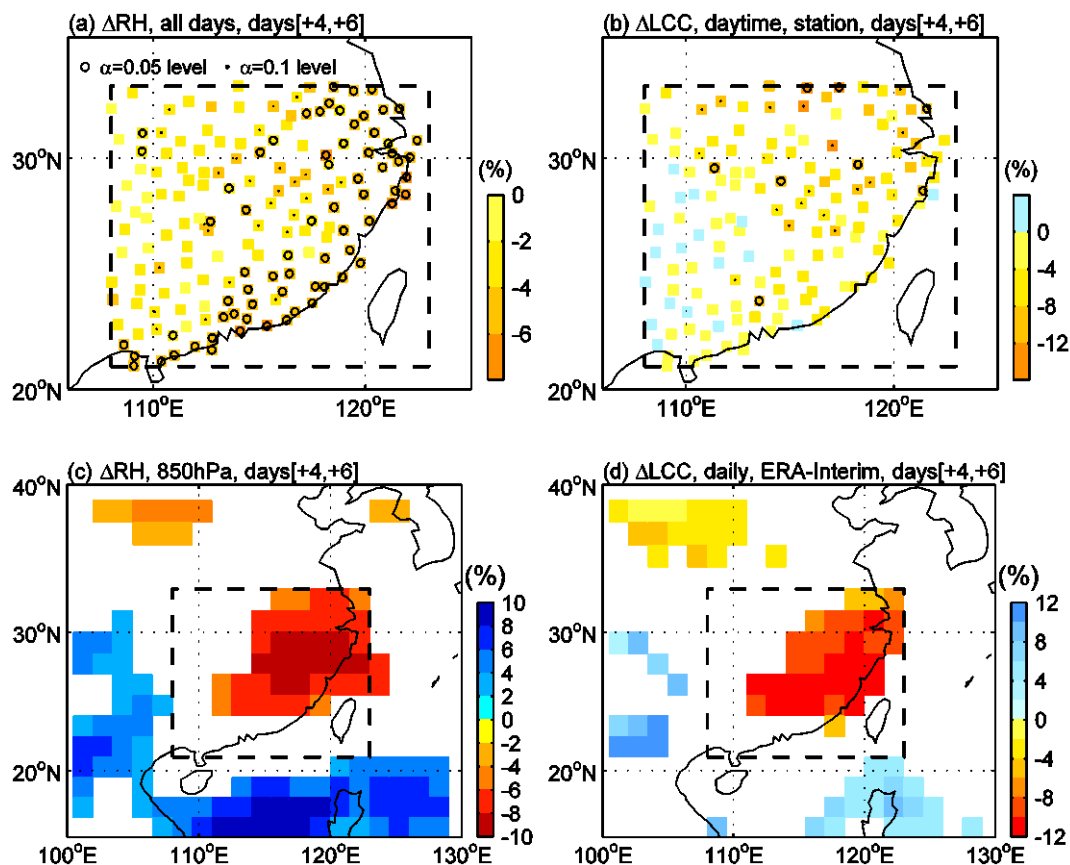 (a) ΔRH, all days, days[+4,+6]
(b) ΔLCC, daytime, station, days[+4,+6]
α=0.05 level
α=0.1 level
30°N
20°N
110°E
120°E
(%)
0
-2
-4
-6
30°N
20°N
110°E
120°E
(%)
0
-4
-8
-12
(c) ΔRH, 850hPa, days[+4,+6]
(d) ΔLCC, daily, ERA-Interim, days[+4,+6]
40°N
30°N
20°N
100°E
110°E
120°E
130°E
(%)
10
8
6
4
2
0
-2
-4
-6
-8
-10
40°N
30°N
20°N
100°E
110°E
120°E
130°E
(%)
12
8
4
0
-4
-8
-12